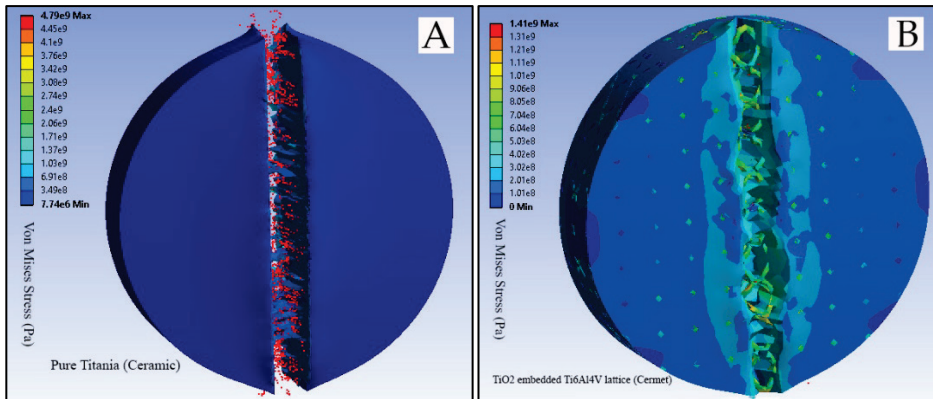 4.79e9 Max
4.45e9
4.1e9
3.76e9
3.42e9
3.08e9
2.74e9
2.4e9
2.06e9
1.71e9
1.37e9
1.03e9
6.91e8
3.49e8
7.74e6 Min
Von Mises Stress (Pa)
A
Pure Titania (Ceramic)
1.41e9 Max
1.31e9
1.21e9
1.11e9
1.01e9
9.06e8
8.05e8
7.04e8
6.04e8
5.03e8
4.02e8
3.02e8
2.01e8
1.01e8
0 Min
Von Mises Stress (Pa)
B
TiO2 embedded Ti6Al4V lattice (Cermet)